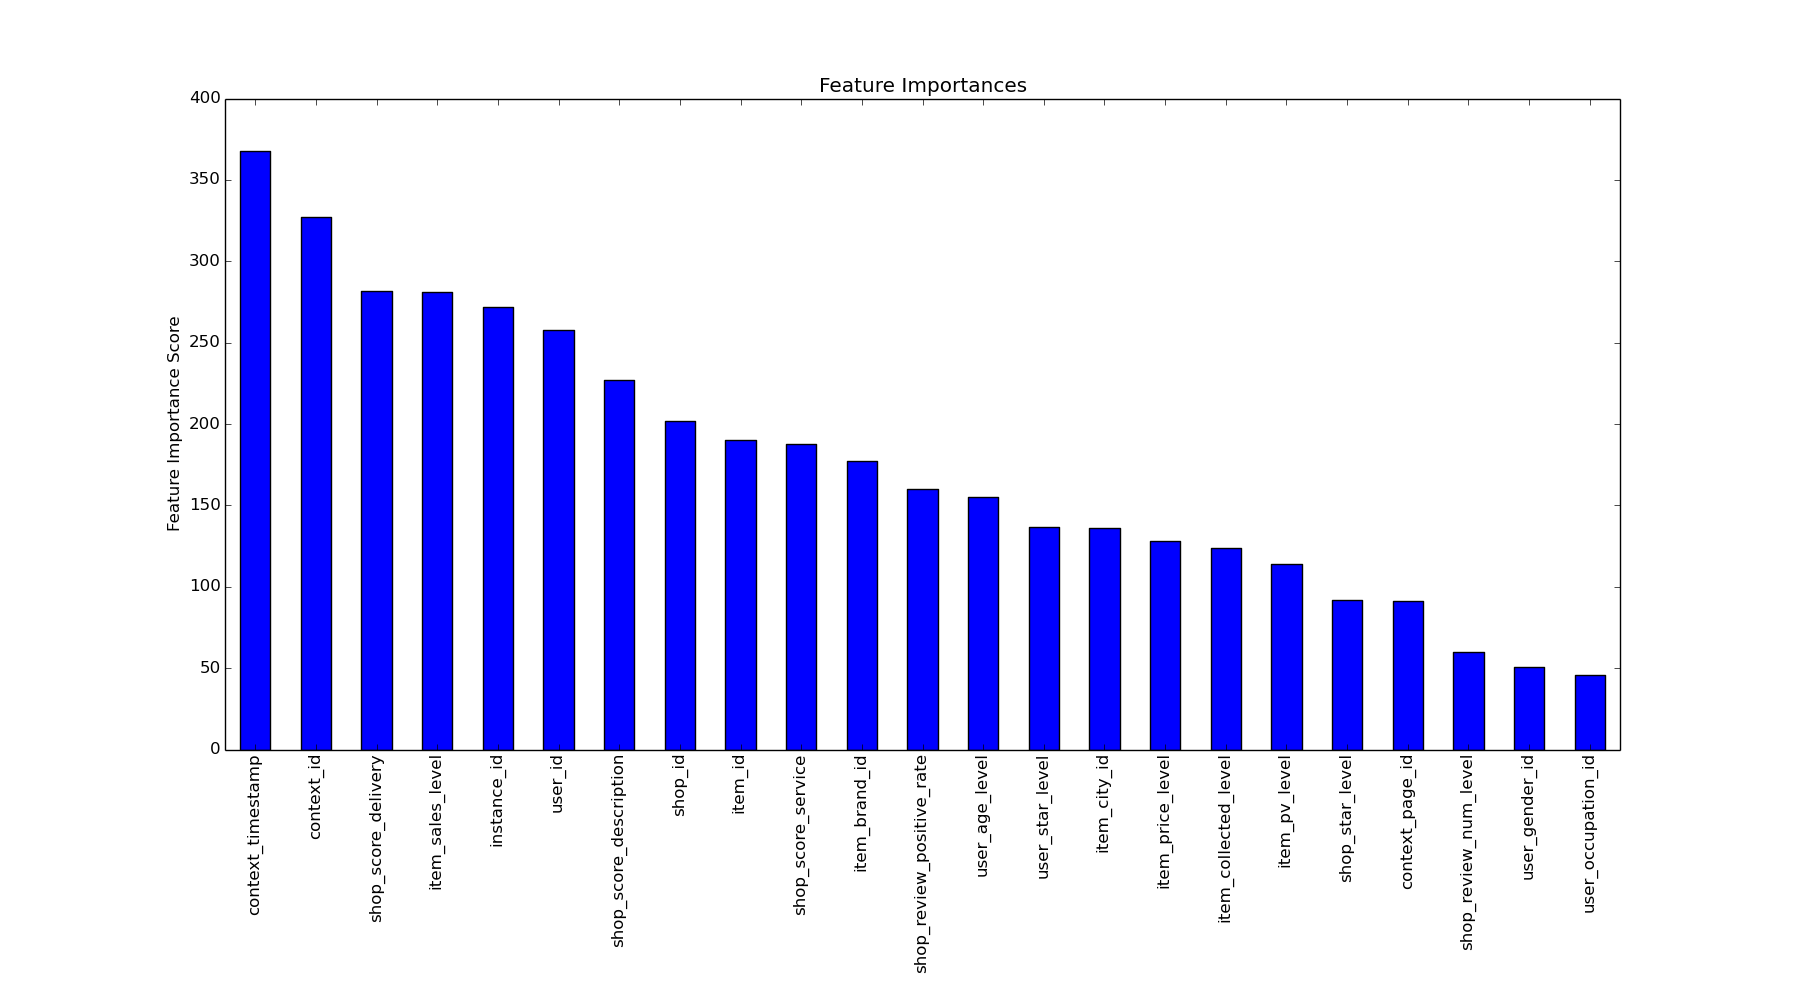 Feature Importances
Feature Importance Score
400
350
300
250
200
150
100
50
0
context_timestamp
context_id
shop_score_delivery
item_sales_level
instance_id
user_id
shop_score_description
shop_id
item_id
shop_score_service
item_brand_id
shop_review_positive_rate
user_age_level
user_star_level
item_city_id
item_price_level
item_collected_level
item_pv_level
shop_star_level
context_page_id
shop_review_num_level
user_gender_id
user_occupation_id